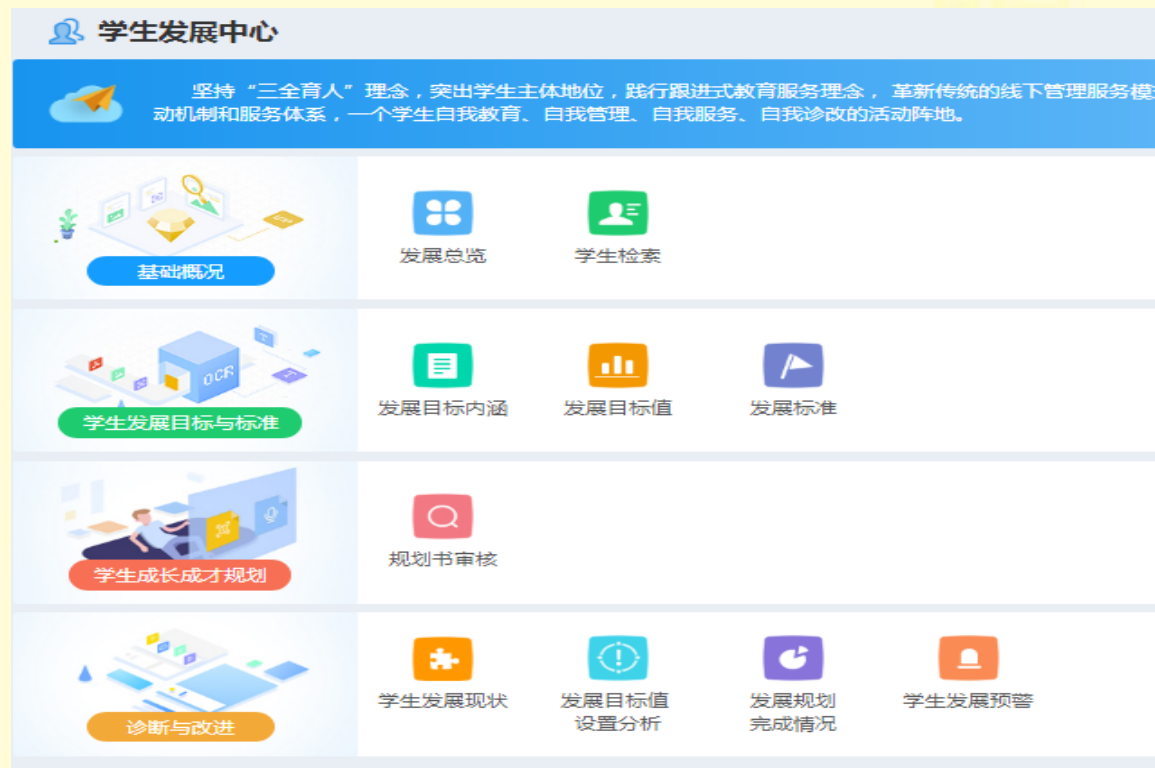 学生发展中心
坚持“三全育人”理念，突出学生主体地位，践行跟进式教育服务理念， 革新传统的线下管理服务模
动机制和服务体系，一个学生自我教育、自我管理、自我服务、自我诊改的活动阵地。
基础概况
发展总览
学生检索
OCR
学生发展目标与标准
发展目标内涵
发展目标值
发展标准
学生成长成才规划
规划书审核
诊断与改进
学生发展现状
发展目标值
设置分析
发展规划
完成情况
学生发展预警